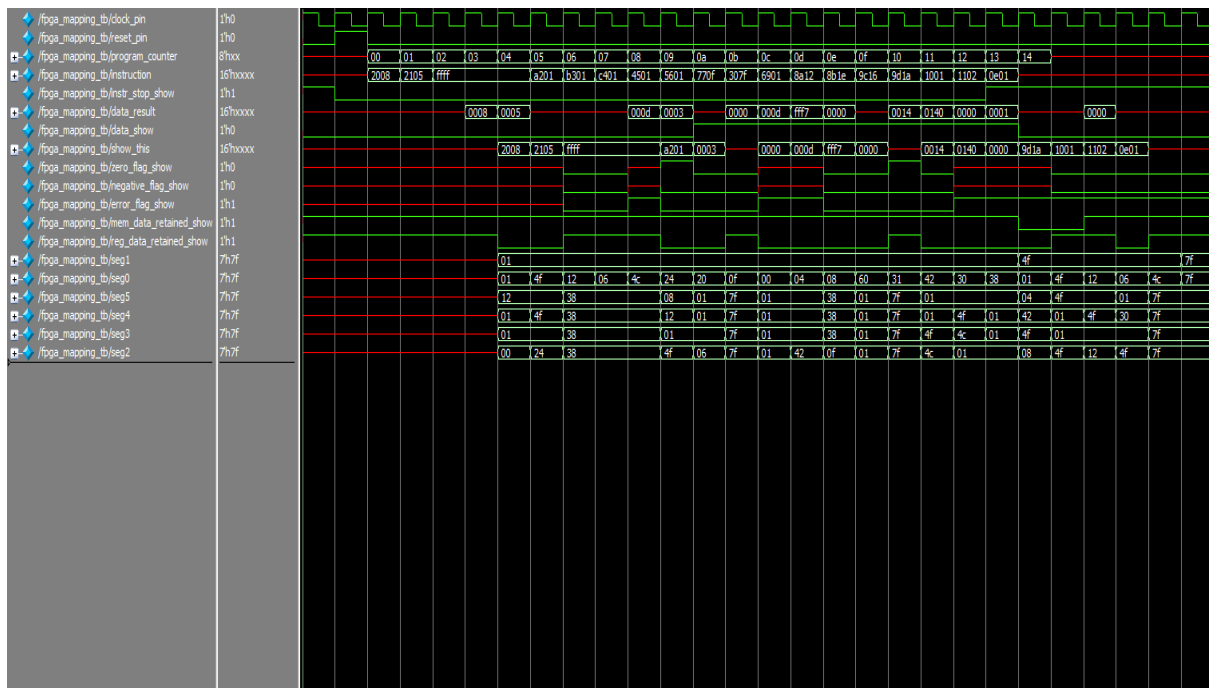 /fpga_mapping_tb/clock_pin 1'h0
/fpga_mapping_tb/reset_pin 1'h0
/fpga_mapping_tb/program_counter 8'hxx 00 01 02 03 04 05 06 07 08 09 0a 0b 0c 0d 0e 0f 10 11 12 13 14
/fpga_mapping_tb/instruction 16'hxxxx 2008 2105 ffff a201 b301 c401 4501 5601 770f 307f 6901 8a12 8b1e 9c16 9d1a 1001 1102 0e01
/fpga_mapping_tb/instr_stop_show 1'h1
/fpga_mapping_tb/data_result 16'hxxxx 0008 0005 000d 0003 0000 000d fff7 0000 0014 0140 0000 0001 0000
/fpga_mapping_tb/data_show 1'h0
/fpga_mapping_tb/show_this 16'hxxxx 2008 2105 ffff a201 0003 0000 000d fff7 0000 0014 0140 0000 9d1a 1001 1102 0e01
/fpga_mapping_tb/zero_flag_show 1'h0
/fpga_mapping_tb/negative_flag_show 1'h0
/fpga_mapping_tb/error_flag_show 1'h1
/fpga_mapping_tb/mem_data_retained_show 1'h1
/fpga_mapping_tb/reg_data_retained_show 1'h1
/fpga_mapping_tb/seg1 7'h7f 01 4f 7f
/fpga_mapping_tb/seg0 7'h7f 01 4f 12 06 4c 24 20 0f 00 04 08 60 31 42 30 38 01 4f 12 06 4c 7f
/fpga_mapping_tb/seg5 7'h7f 12 38 08 01 7f 01 38 01 7f 01 04 4f 01 7f
/fpga_mapping_tb/seg4 7'h7f 01 4f 38 12 01 7f 01 38 01 7f 01 4f 01 42 01 4f 30 7f
/fpga_mapping_tb/seg3 7'h7f 01 38 01 7f 01 38 01 7f 4f 4c 01 4f 01 7f
/fpga_mapping_tb/seg2 7'h7f 00 24 38 4f 06 7f 01 42 0f 01 7f 4c 01 08 4f 12 4f 7f